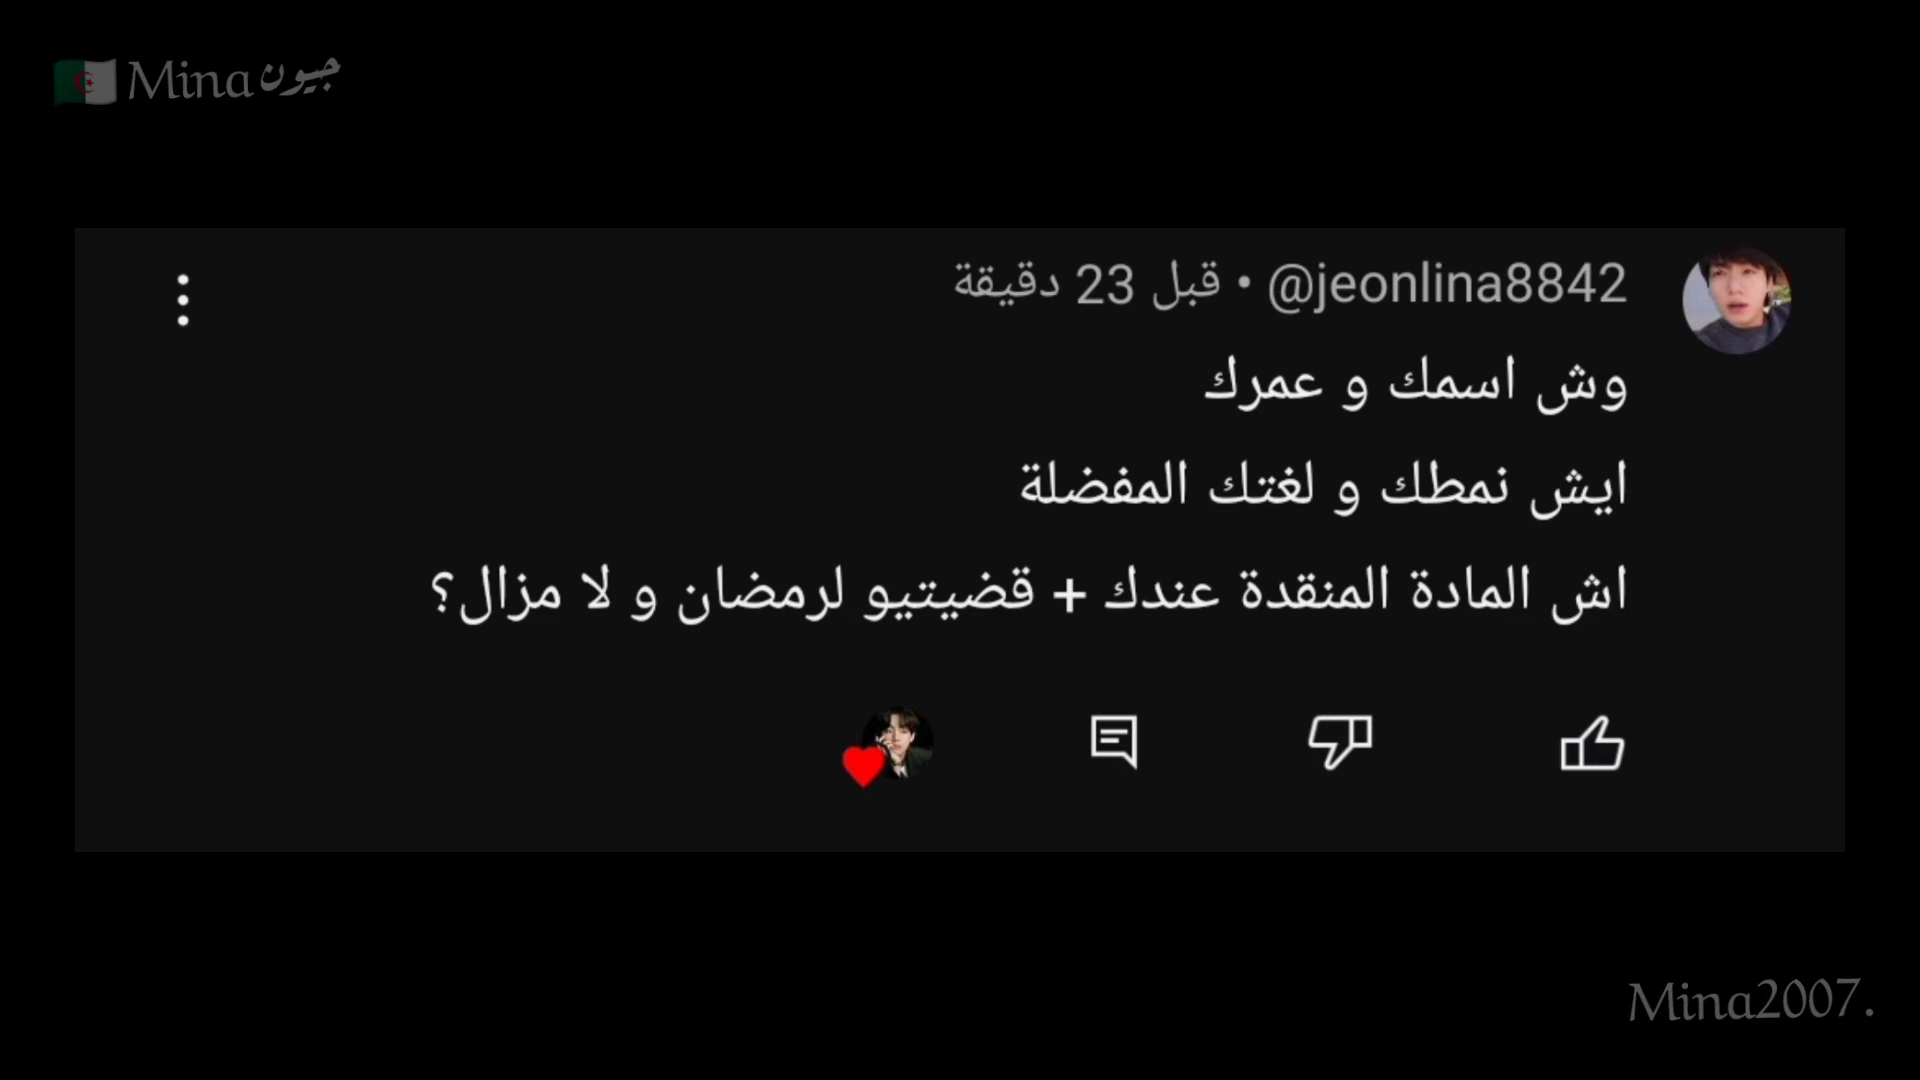 🇩🇿 Mina جيون
@jeonlina8842 • قبل 23 دقيقة
وش اسمك و عمرك
ايش نمطك و لغتك المفضلة
اش المادة المنقدة عندك + قضيتيو لرمضان و لا مزال؟
Mina2007.